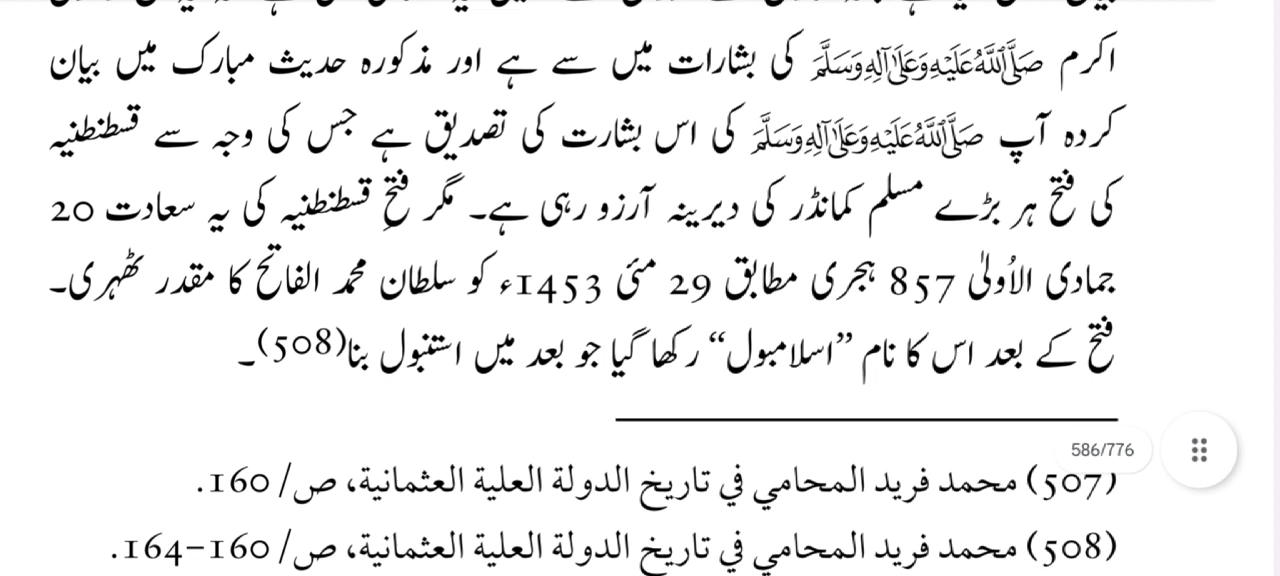 اکرم صَلَّى اللَّهُ عَلَيْهِ وَعَلَىٰ آلِهِ وَسَلَّمَ کی بشارات میں سے ہے اور مذکورہ حدیث مبارک میں بیان
کردہ آپ صَلَّى اللَّهُ عَلَيْهِ وَعَلَىٰ آلِهِ وَسَلَّمَ کی اس بشارت کی تصدیق ہے جس کی وجہ سے قسطنطنیہ
کی فتح ہر بڑے مسلم کمانڈر کی دیرینہ آرزو رہی ہے۔ مگر فتحِ قسطنطنیہ کی یہ سعادت 20
جمادی الاُولیٰ 857 ہجری مطابق 29 مئی 1453ء کو سلطان محمد الفاتح کا مقدر ٹھہری۔
فتح کے بعد اس کا نام ”اسلامبول“ رکھا گیا جو بعد میں استنبول بنا(508)۔
586/776
(507) محمد فريد المحامي في تاريخ الدولة العلية العثمانية، ص/160.
(508) محمد فريد المحامي في تاريخ الدولة العلية العثمانية، ص/160–164.